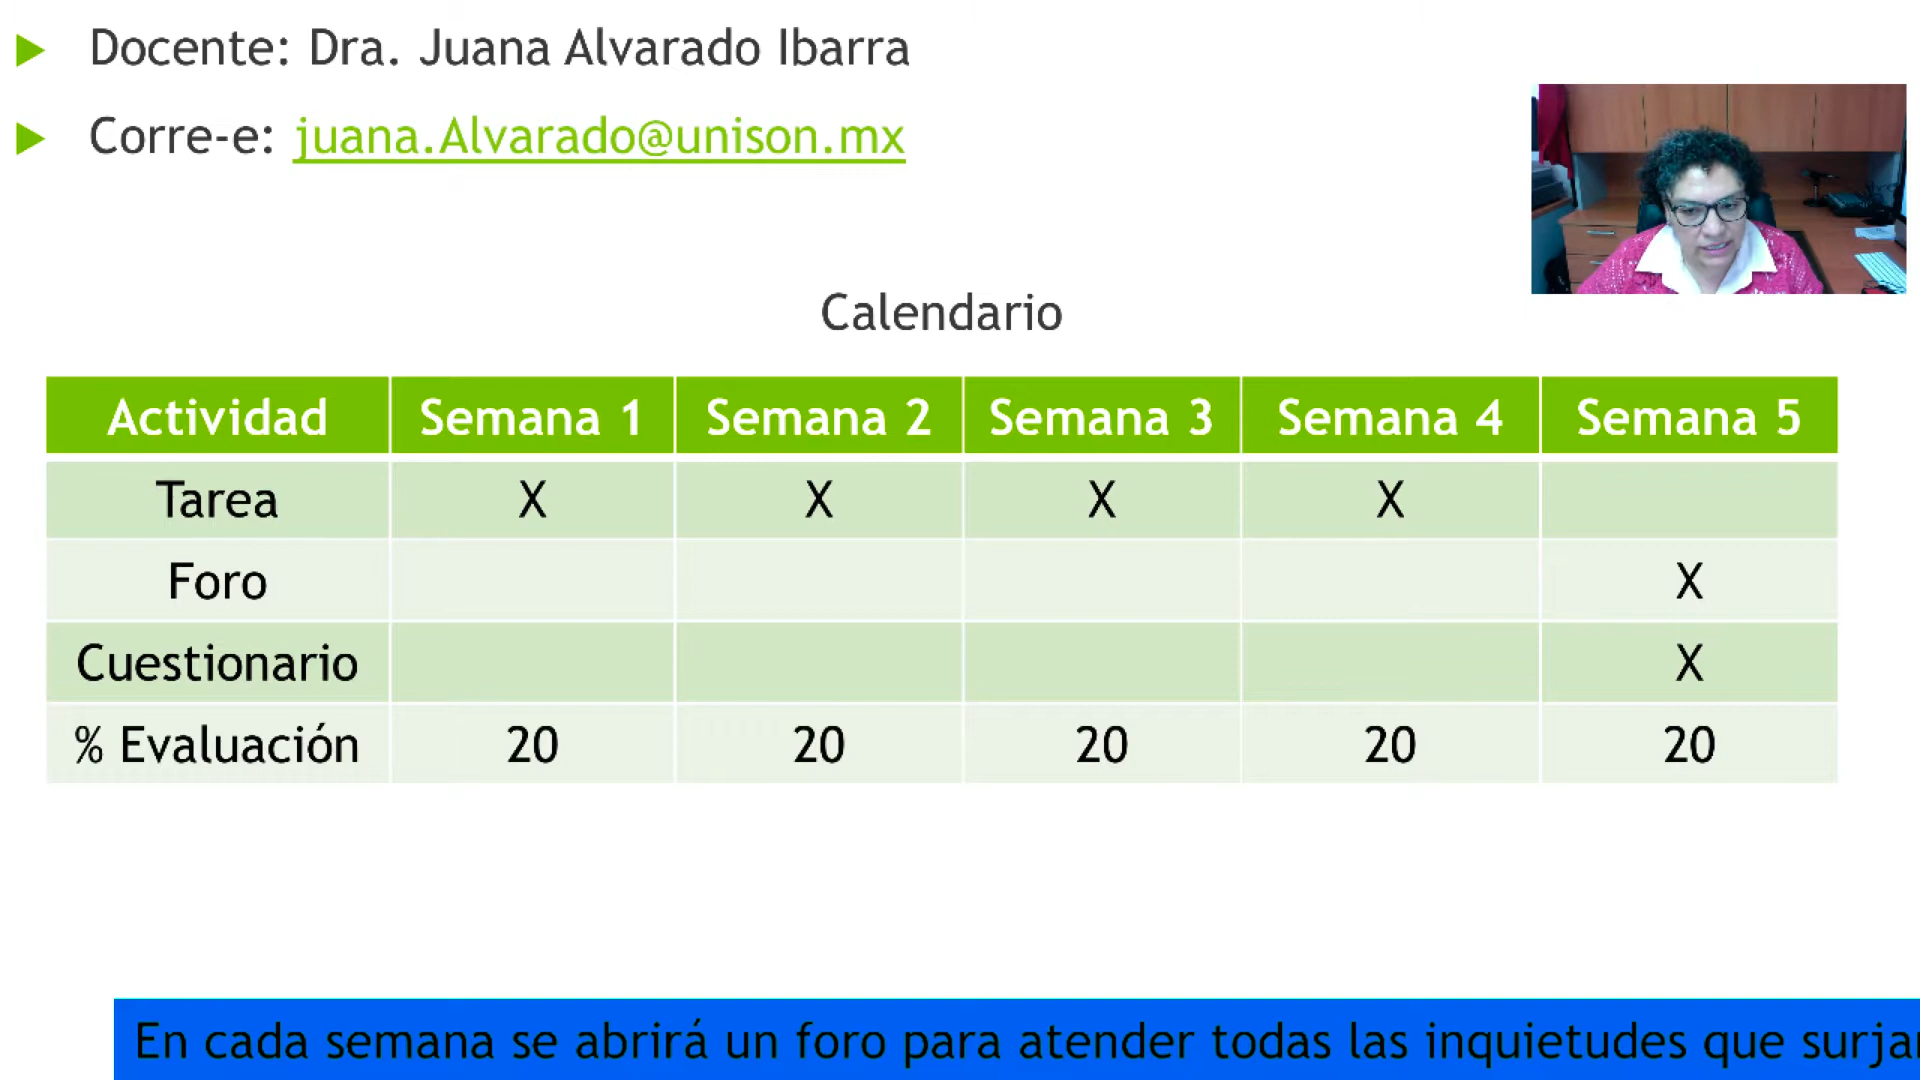 Docente: Dra. Juana Alvarado Ibarra
Corre-e: juana.Alvarado@unison.mx
Calendario
Actividad Semana 1 Semana 2 Semana 3 Semana 4 Semana 5
Tarea X X X X
Foro X
Cuestionario X
% Evaluación 20 20 20 20 20
En cada semana se abrirá un foro para atender todas las inquietudes que